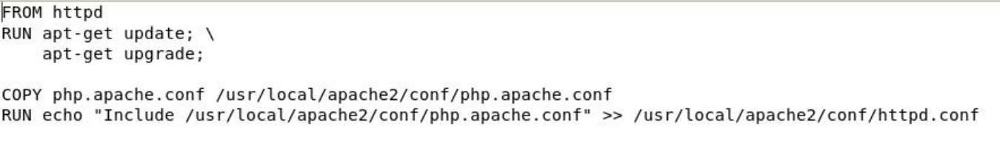 FROM httpd
RUN apt-get update; \
    apt-get upgrade;
COPY php.apache.conf /usr/local/apache2/conf/php.apache.conf
RUN echo "Include /usr/local/apache2/conf/php.apache.conf" >> /usr/local/apache2/conf/httpd.conf